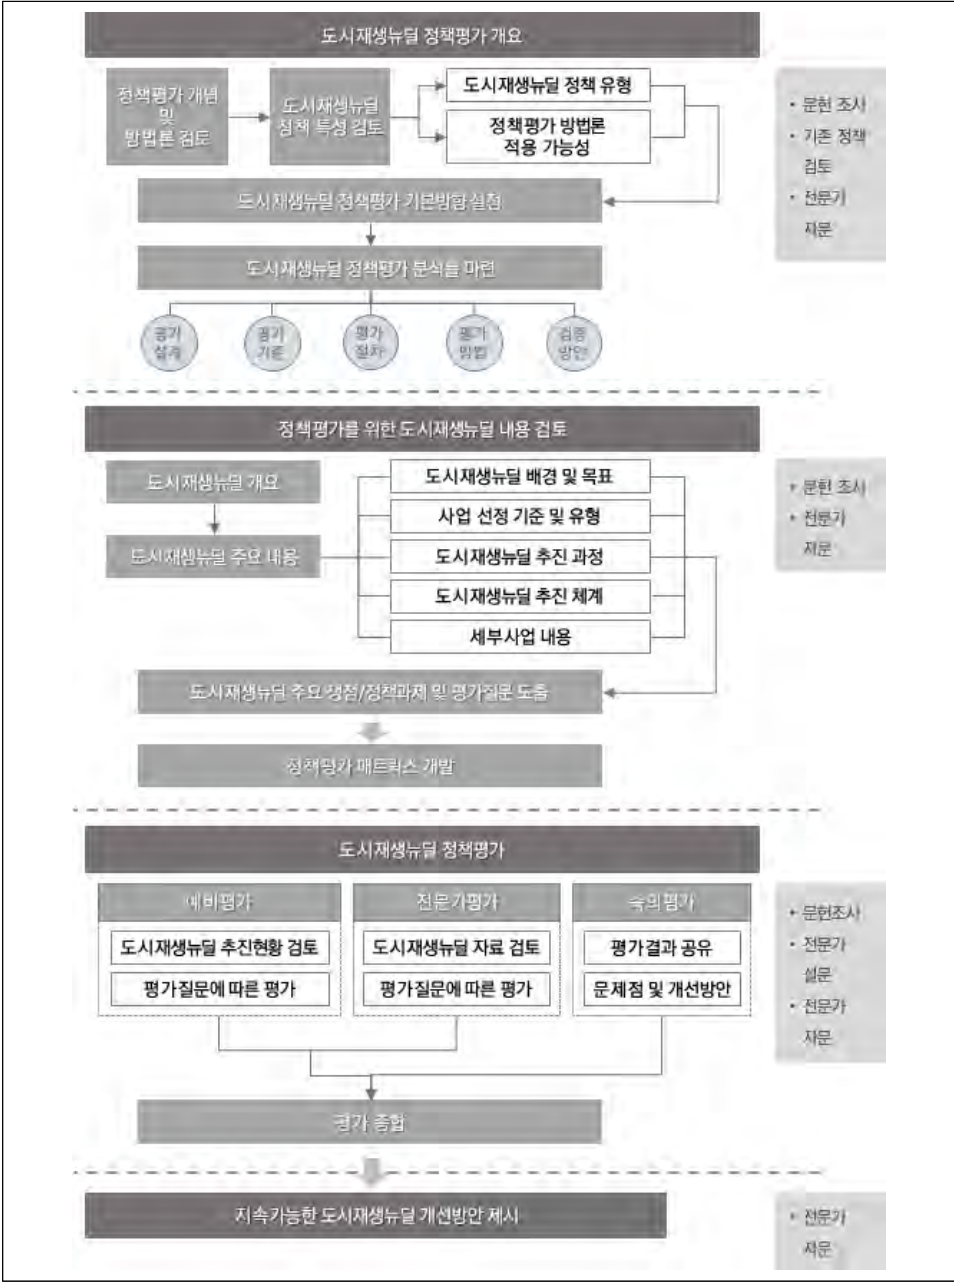 도시재생뉴딜 정책평가 개요
정책평가 개념
및
방법론 검토
도시재생뉴딜
정책 특성 검토
도시재생뉴딜 정책 유형
정책평가 방법론
적용 가능성
• 문헌 조사
• 기존 정책
검토
• 전문가
자문
도시재생뉴딜 정책평가 기본방향 설정
도시재생뉴딜 정책평가 분석틀 마련
평가
설계
평가
기준
평가
절차
평가
방법
검증
방안
정책평가를 위한 도시재생뉴딜 내용 검토
도시재생뉴딜 개요
도시재생뉴딜 주요 내용
도시재생뉴딜 배경 및 목표
사업 선정 기준 및 유형
도시재생뉴딜 추진 과정
도시재생뉴딜 추진 체계
세부사업 내용
• 문헌 조사
• 전문가
자문
도시재생뉴딜 주요 쟁점/정책과제 및 평가질문 도출
정책평가 매트릭스 개발
도시재생뉴딜 정책평가
예비평가
도시재생뉴딜 추진현황 검토
평가질문에 따른 평가
전문가평가
도시재생뉴딜 자료 검토
평가질문에 따른 평가
숙의평가
평가결과 공유
문제점 및 개선방안
• 문헌조사
• 전문가
설문
• 전문가
자문
평가 종합
지속가능한 도시재생뉴딜 개선방안 제시
• 전문가
자문